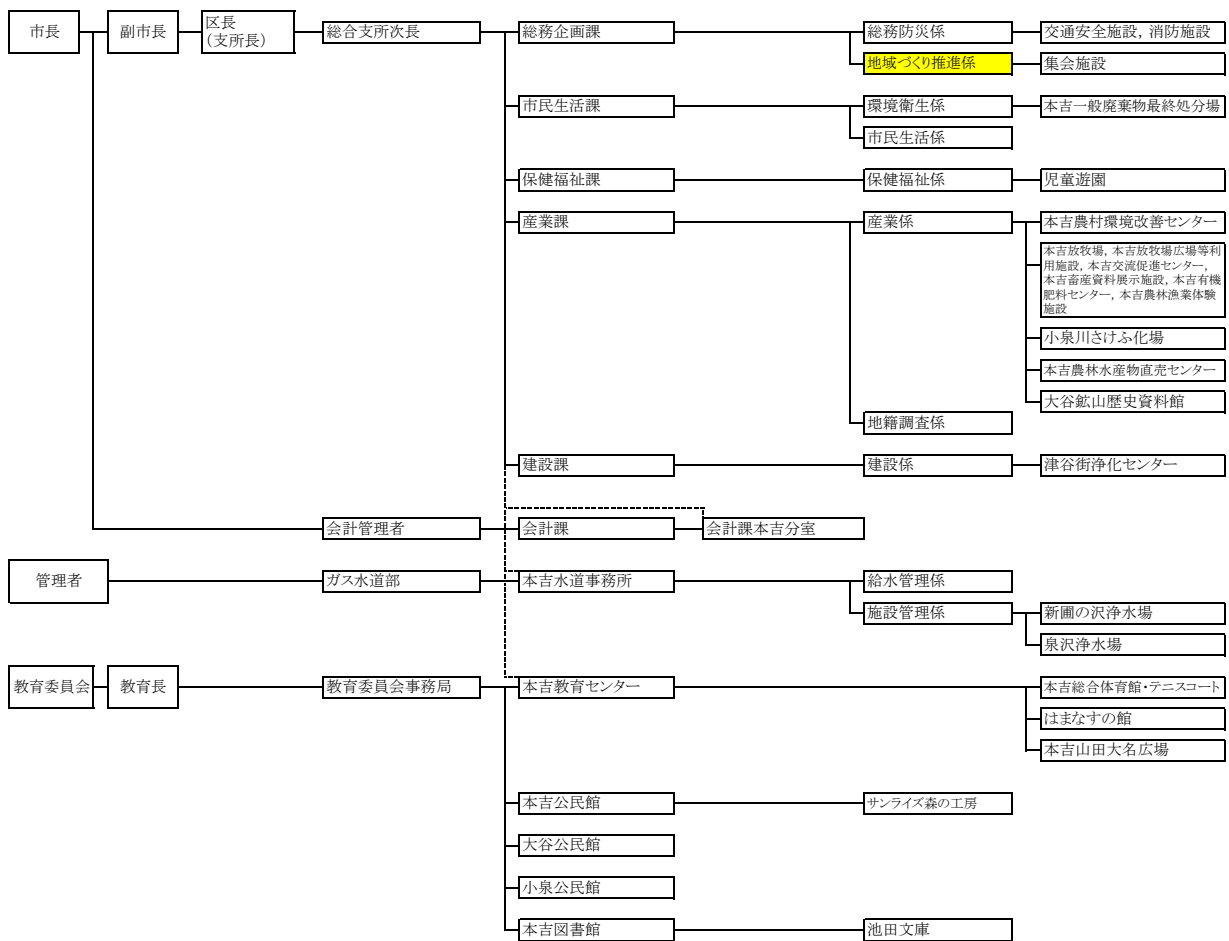 市長
副市長
区長
(支所長)
総合支所次長
総務企画課
総務防災係
交通安全施設, 消防施設
地域づくり推進係
集会施設
市民生活課
環境衛生係
本吉一般廃棄物最終処分場
市民生活係
保健福祉課
保健福祉係
児童遊園
産業課
産業係
本吉農村環境改善センター
本吉放牧場, 本吉放牧場広場等利
用施設, 本吉交流促進センター,
本吉畜産資料展示施設, 本吉有機
肥料センター, 本吉農林漁業体験
施設
小泉川さけふ化場
本吉農林水産物直売センター
大谷鉱山歴史資料館
地籍調査係
建設課
建設係
津谷街浄化センター
会計管理者
会計課
会計課本吉分室
管理者
ガス水道部
本吉水道事務所
給水管理係
施設管理係
新圃の沢浄水場
泉沢浄水場
教育委員会
教育長
教育委員会事務局
本吉教育センター
本吉総合体育館・テニスコート
はまなすの館
本吉山田大名広場
本吉公民館
サンライズ森の工房
大谷公民館
小泉公民館
本吉図書館
池田文庫